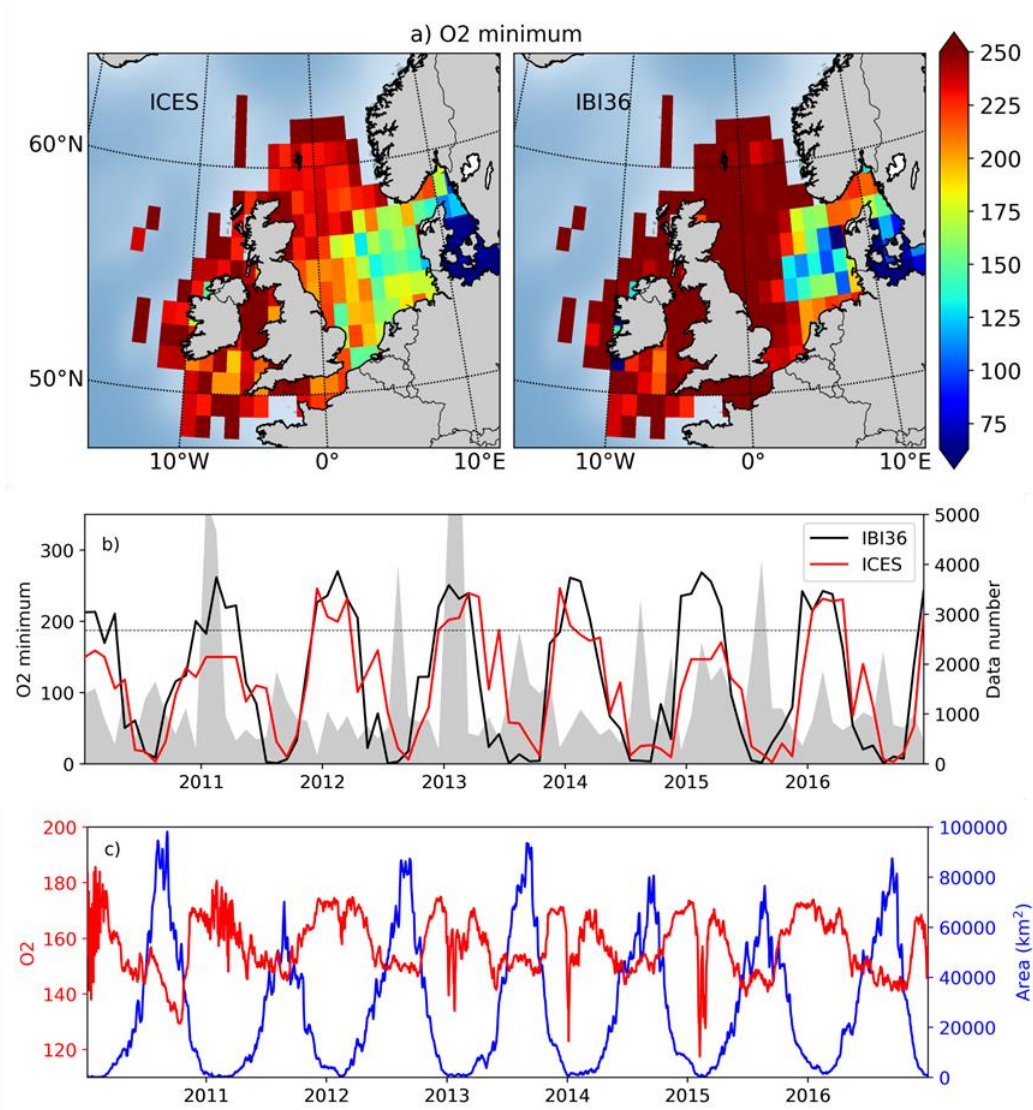 a) O2 minimum
ICES
IBI36
60°N
50°N
10°W 0° 10°E
10°W 0° 10°E
250
225
200
175
150
125
100
75
b)
IBI36
ICES
O2 minimum
300
200
100
0
Data number
5000
4000
3000
2000
1000
0
2011 2012 2013 2014 2015 2016
c)
O2
200
180
160
140
120
Area (km²)
100000
80000
60000
40000
20000
0
2011 2012 2013 2014 2015 2016